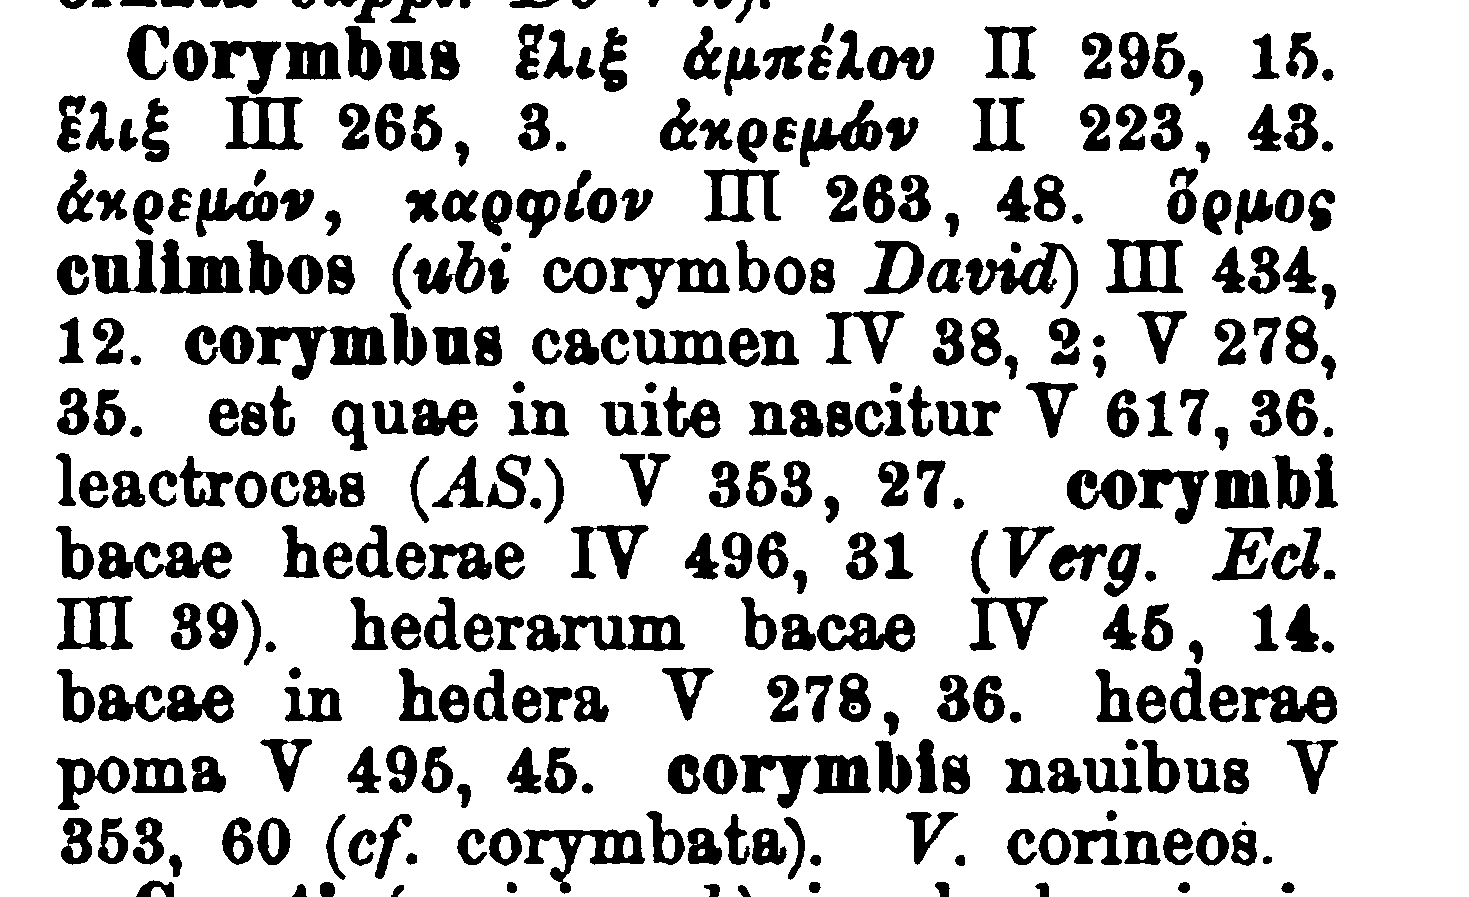 Corymbus ἕλιξ ἀμπέλου II 295, 15.
ἕλιξ III 265, 3. ἀκρεμών II 223, 43.
ἀκρεμών, καρφίον III 263, 48. ὅρμος
culimbos (ubi corymbos David) III 434,
12. corymbus cacumen IV 38, 2; V 278,
35. est quae in uite nascitur V 617, 36.
leactrocas (AS.) V 353, 27. corymbi
bacae hederae IV 496, 31 (Verg. Ecl.
III 39). hederarum bacae IV 45, 14.
bacae in hedera V 278, 36. hederae
poma V 495, 45. corymbis nauibus V
353, 60 (cf. corymbata). V. corineos.